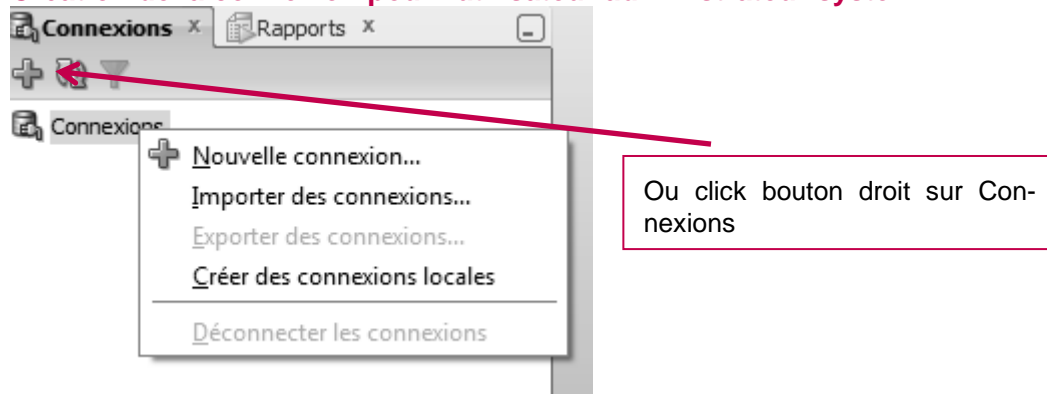 Connexions
Rapports
Connexions
Nouvelle connexion...
Importer des connexions...
Exporter des connexions...
Créer des connexions locales
Déconnecter les connexions
Ou click bouton droit sur Con-
nexions